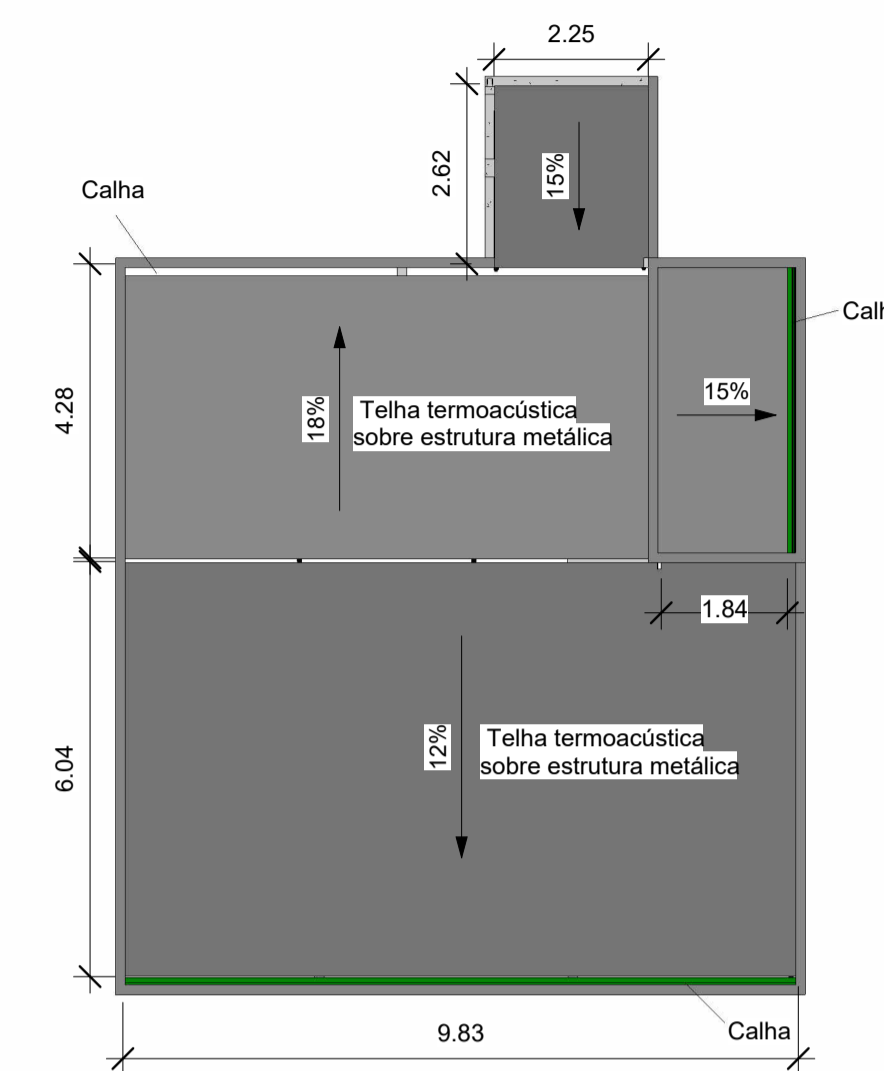 2.25
2.62
15%
Calha
Calh
4.28
18%
Telha termoacústica
sobre estrutura metálica
15%
1.84
6.04
12%
Telha termoacústica
sobre estrutura metálica
9.83
Calha